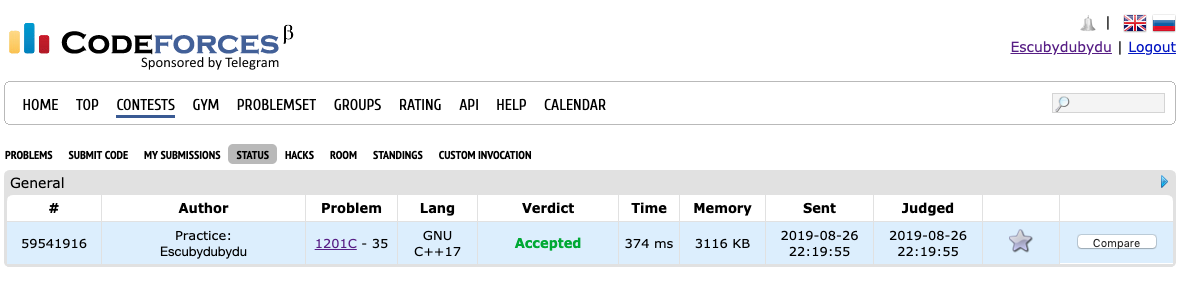 CODEFORCES β
Sponsored by Telegram
|
Escubydubydu | Logout
HOME TOP CONTESTS GYM PROBLEMSET GROUPS RATING API HELP CALENDAR
PROBLEMS SUBMIT CODE MY SUBMISSIONS STATUS HACKS ROOM STANDINGS CUSTOM INVOCATION
General
# Author Problem Lang Verdict Time Memory Sent Judged
59541916 Practice: Escubydubydu 1201C - 35 GNU C++17 Accepted 374 ms 3116 KB 2019-08-26 22:19:55 2019-08-26 22:19:55 Compare